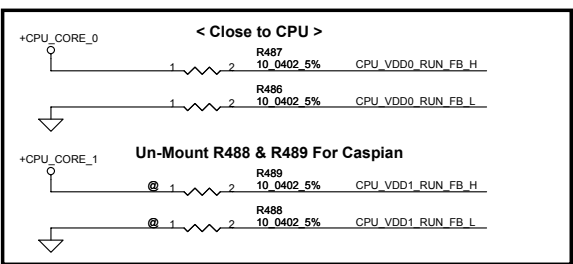 < Close to CPU >
+CPU_CORE_0
R487
1 2 10_0402_5% CPU_VDD0_RUN_FB_H
R486
1 2 10_0402_5% CPU_VDD0_RUN_FB_L
Un-Mount R488 & R489 For Caspian
+CPU_CORE_1
R489
@ 1 2 10_0402_5% CPU_VDD1_RUN_FB_H
R488
@ 1 2 10_0402_5% CPU_VDD1_RUN_FB_L